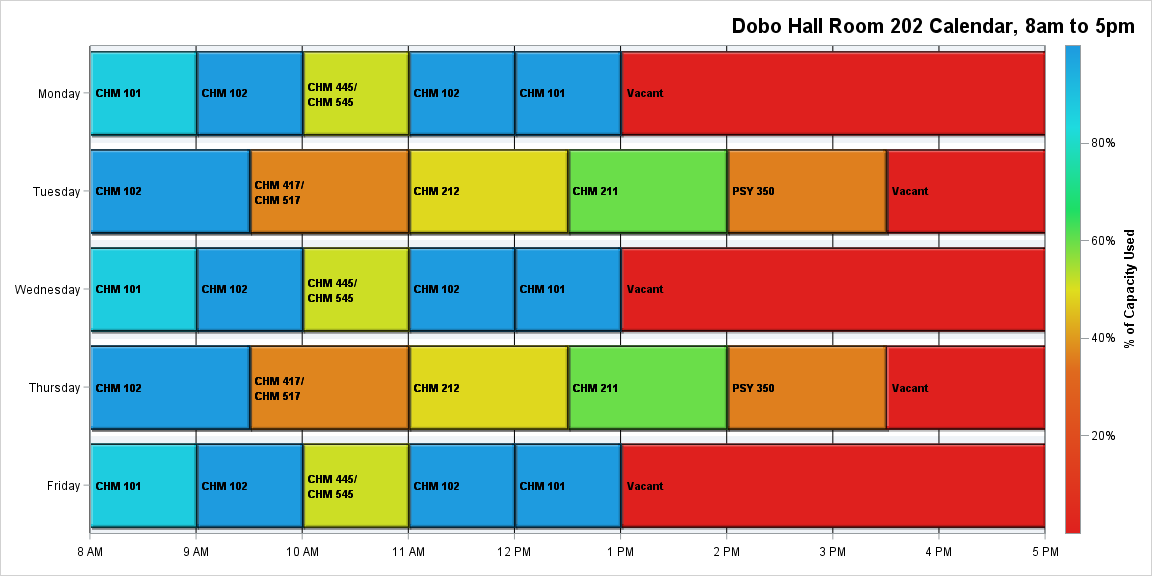 Dobo Hall Room 202 Calendar, 8am to 5pm
Monday
CHM 101
CHM 102
CHM 445/
CHM 545
CHM 102
CHM 101
Vacant
Tuesday
CHM 102
CHM 417/
CHM 517
CHM 212
CHM 211
PSY 350
Vacant
Wednesday
CHM 101
CHM 102
CHM 445/
CHM 545
CHM 102
CHM 101
Vacant
Thursday
CHM 102
CHM 417/
CHM 517
CHM 212
CHM 211
PSY 350
Vacant
Friday
CHM 101
CHM 102
CHM 445/
CHM 545
CHM 102
CHM 101
Vacant
8 AM
9 AM
10 AM
11 AM
12 PM
1 PM
2 PM
3 PM
4 PM
5 PM
80%
60%
40%
20%
% of Capacity Used